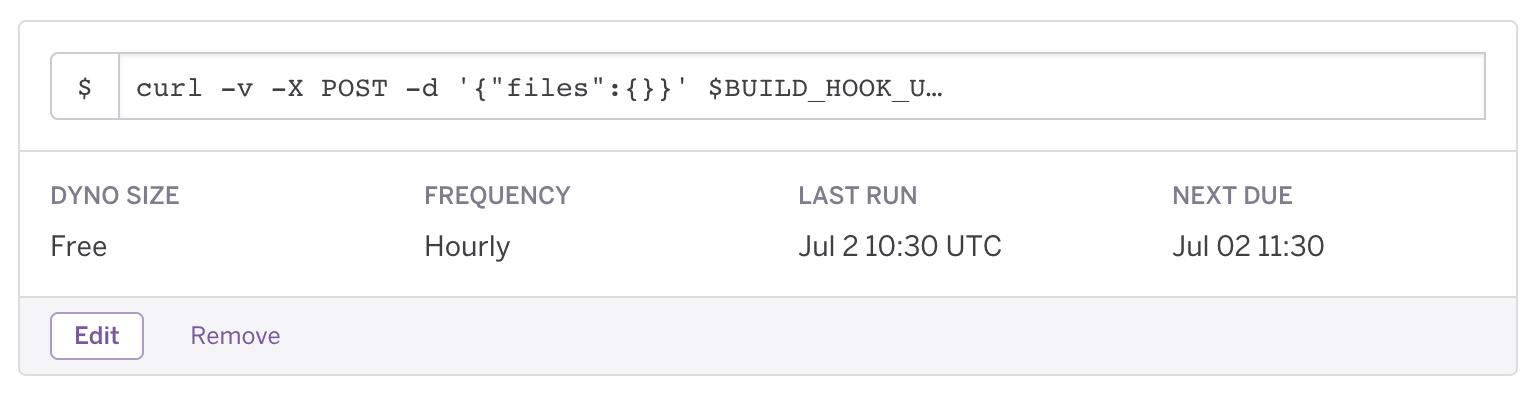 $ curl -v -X POST -d '{"files":{}}' $BUILD_HOOK_U…
DYNO SIZE FREQUENCY LAST RUN NEXT DUE
Free Hourly Jul 2 10:30 UTC Jul 02 11:30
Edit Remove